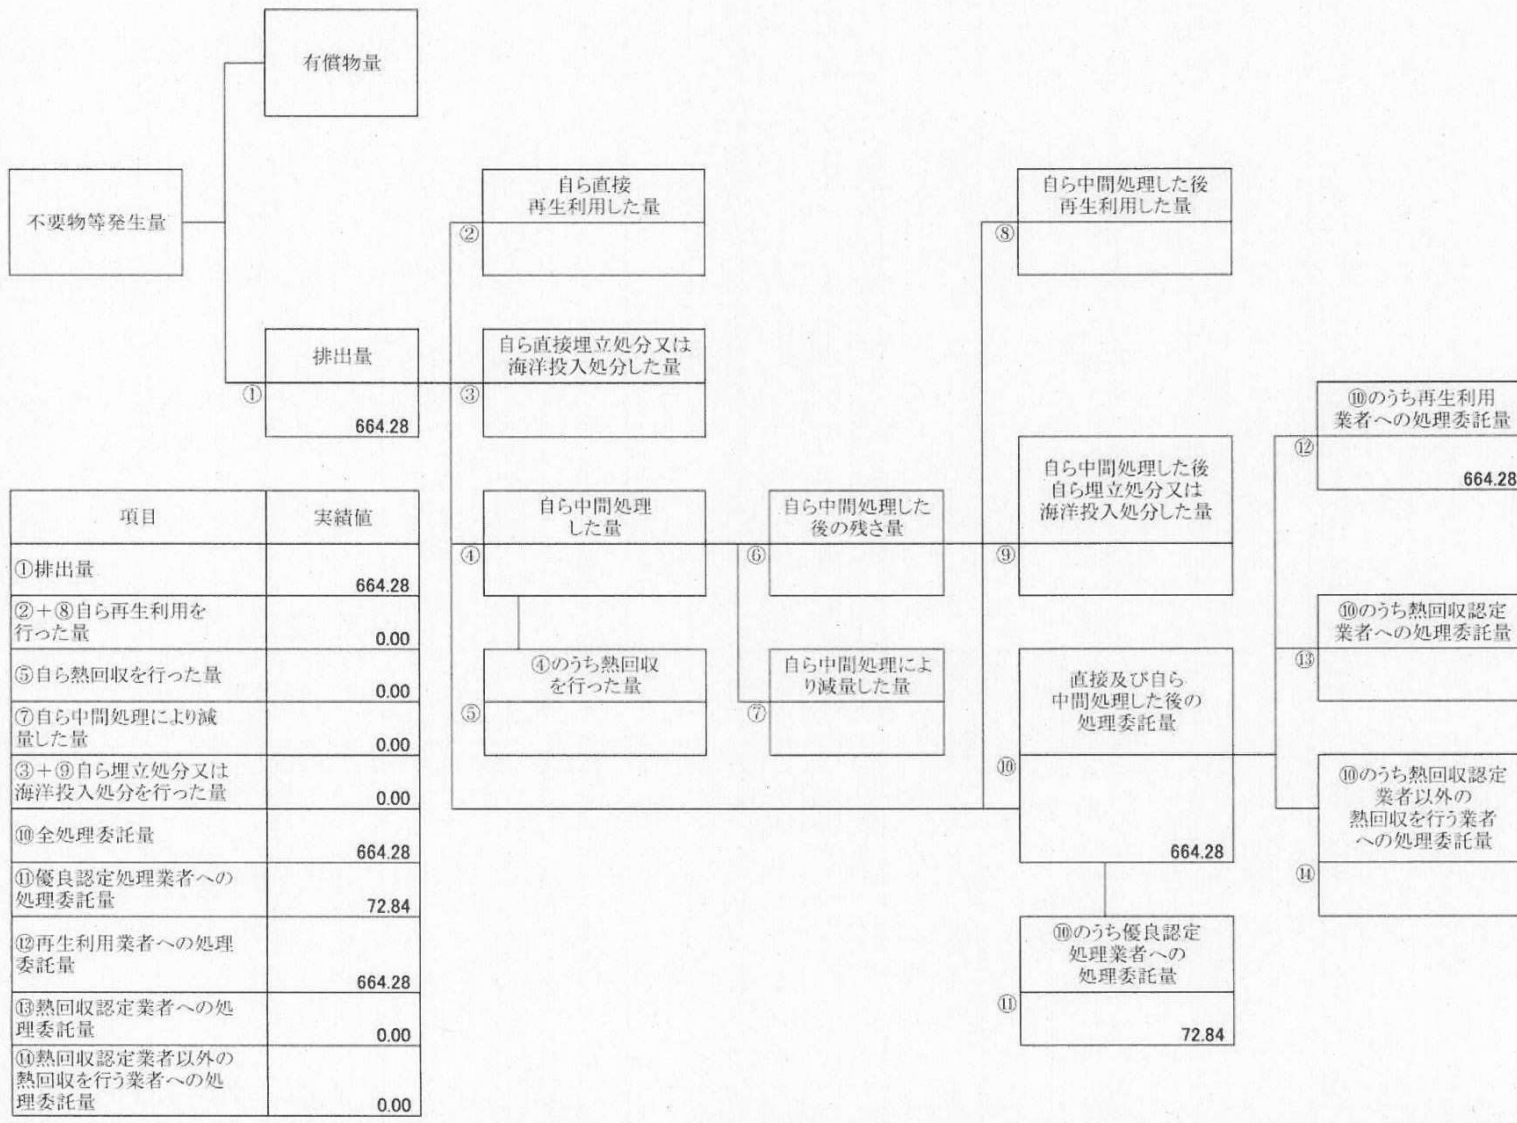 有償物量
不要物等発生量
自ら直接
再生利用した量
②
自ら中間処理した後
再生利用した量
⑧
排出量
①
664.28
自ら直接埋立処分又は
海洋投入処分した量
③
⑩のうち再生利用
業者への処理委託量
⑫
664.28
自ら中間処理
した量
④
自ら中間処理した
後の残さ量
⑥
自ら中間処理した後
自ら埋立処分又は
海洋投入処分した量
⑨
⑩のうち熱回収認定
業者への処理委託量
⑬
④のうち熱回収
を行った量
⑤
自ら中間処理によ
り減量した量
⑦
直接及び自ら
中間処理した後の
処理委託量
⑩
664.28
⑩のうち熱回収認定
業者以外の
熱回収を行う業者
への処理委託量
⑭
⑩のうち優良認定
処理業者への
処理委託量
⑪
72.84
項目 実績値
①排出量 664.28
②＋⑧自ら再生利用を
行った量 0.00
⑤自ら熱回収を行った量 0.00
⑦自ら中間処理により減
量した量 0.00
③＋⑨自ら埋立処分又は
海洋投入処分を行った量 0.00
⑩全処理委託量 664.28
⑪優良認定処理業者への
処理委託量 72.84
⑫再生利用業者への処理
委託量 664.28
⑬熱回収認定業者への処
理委託量 0.00
⑭熱回収認定業者以外の
熱回収を行う業者への処
理委託量 0.00